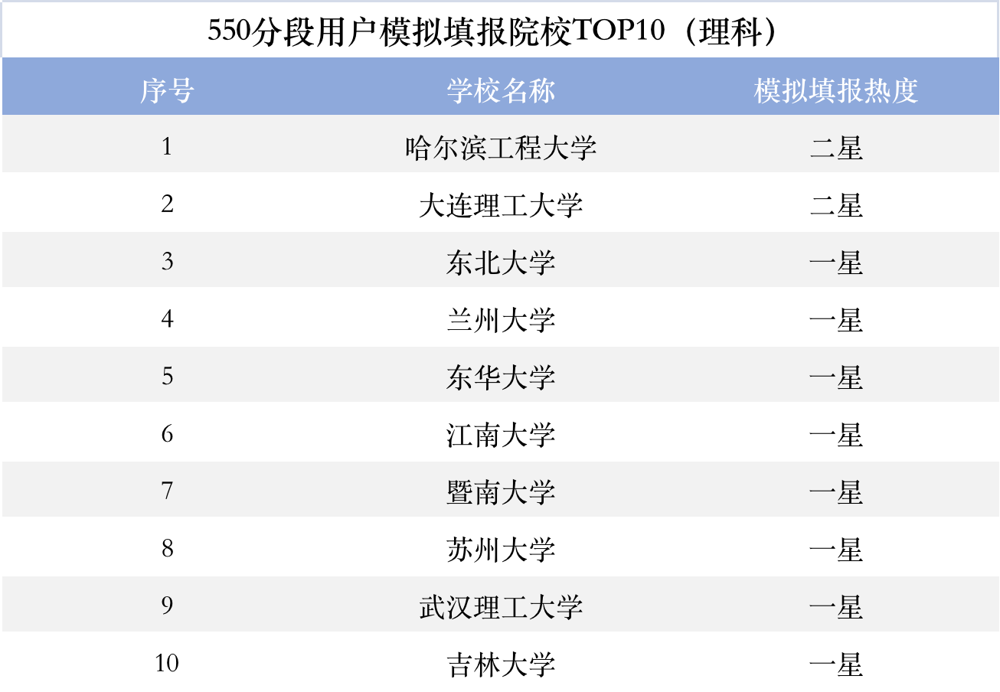 550分段用户模拟填报院校TOP10（理科）
序号 学校名称 模拟填报热度
1 哈尔滨工程大学 二星
2 大连理工大学 二星
3 东北大学 一星
4 兰州大学 一星
5 东华大学 一星
6 江南大学 一星
7 暨南大学 一星
8 苏州大学 一星
9 武汉理工大学 一星
10 吉林大学 一星